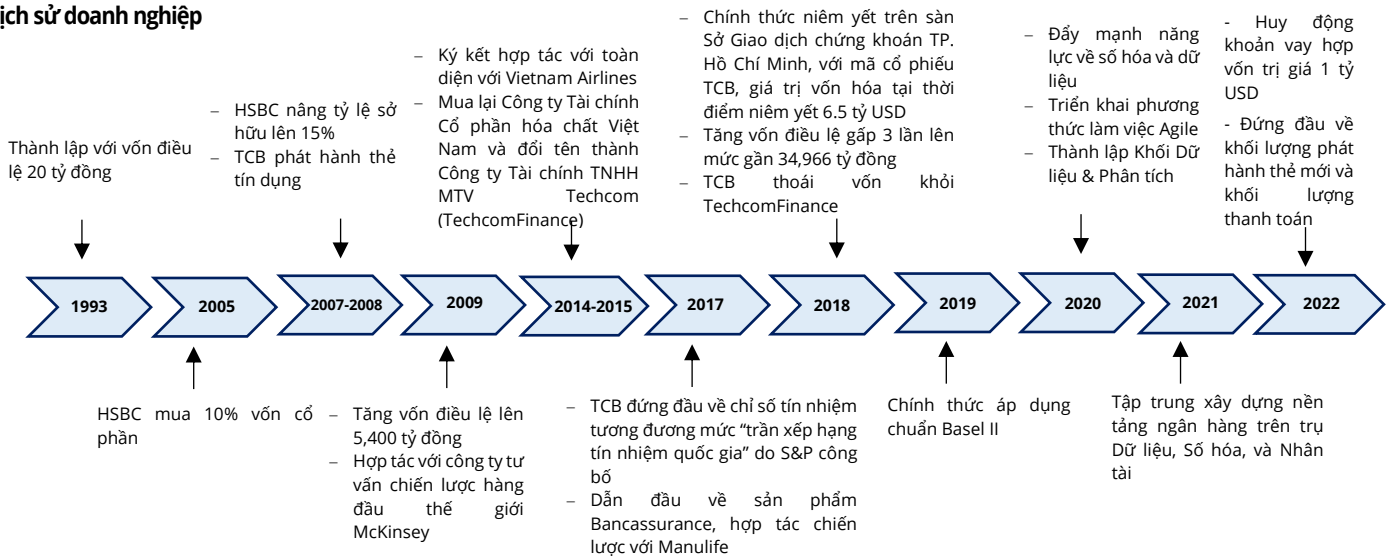 ịch sử doanh nghiệp
Thành lập với vốn điều
lệ 20 tỷ đồng
– HSBC nâng tỷ lệ sở
hữu lên 15%
– TCB phát hành thẻ
tín dụng
– Ký kết hợp tác với toàn
diện với Vietnam Airlines
– Mua lại Công ty Tài chính
Cổ phần hóa chất Việt
Nam và đổi tên thành
Công ty Tài chính TNHH
MTV Techcom
(TechcomFinance)
– Chính thức niêm yết trên sàn
Sở Giao dịch chứng khoán TP.
Hồ Chí Minh, với mã cổ phiếu
TCB, giá trị vốn hóa tại thời
điểm niêm yết 6.5 tỷ USD
– Tăng vốn điều lệ gấp 3 lần lên
mức gần 34,966 tỷ đồng
– TCB thoái vốn khỏi
TechcomFinance
– Đẩy mạnh năng
lực về số hóa và dữ
liệu
– Triển khai phương
thức làm việc Agile
– Thành lập Khối Dữ
liệu & Phân tích
- Huy động
khoản vay hợp
vốn trị giá 1 tỷ
USD
- Đứng đầu về
khối lượng phát
hành thẻ mới và
khối lượng
thanh toán
1993
2005
2007-2008
2009
2014-2015
2017
2018
2019
2020
2021
2022
HSBC mua 10% vốn cổ
phần
– Tăng vốn điều lệ lên
5,400 tỷ đồng
– Hợp tác với công ty tư
vấn chiến lược hàng
đầu thế giới
McKinsey
– TCB đứng đầu về chỉ số tín nhiệm
tương đương mức “trần xếp hạng
tín nhiệm quốc gia” do S&P công
bố
– Dẫn đầu về sản phẩm
Bancassurance, hợp tác chiến
lược với Manulife
Chính thức áp dụng
chuẩn Basel II
Tập trung xây dựng nền
tảng ngân hàng trên trụ
Dữ liệu, Số hóa, và Nhân
tài